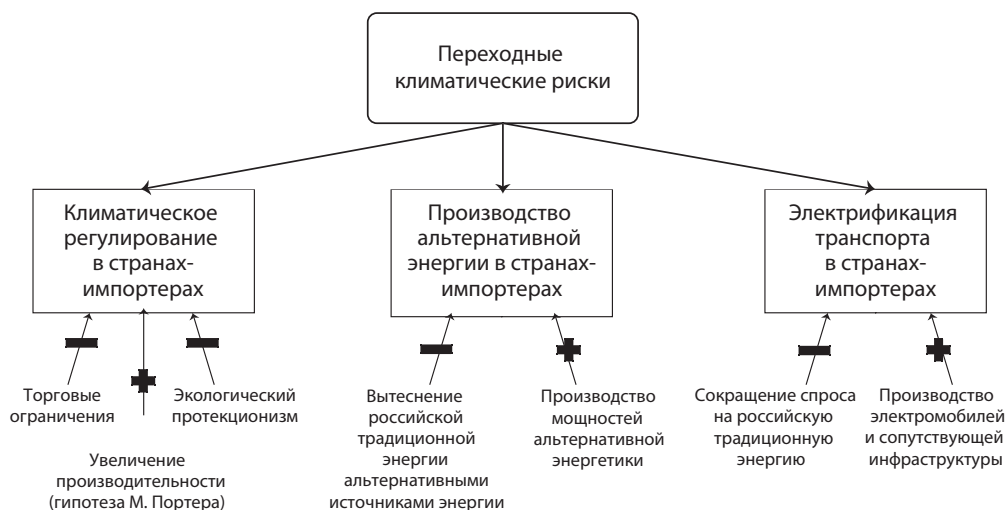 Переходные
климатические риски
Климатическое
регулирование
в странах-
импортерах
Производство
альтернативной
энергии в странах-
импортерах
Электрификация
транспорта
в странах-
импортерах
Торговые
ограничения
Увеличение
производительности
(гипотеза М. Портера)
Экологический
протекционизм
Вытеснение
российской
традиционной
энергии
альтернативными
источниками энергии
Производство
мощностей
альтернативной
энергетики
Сокращение спроса
на российскую
традиционную
энергию
Производство
электромобилей
и сопутствующей
инфраструктуры